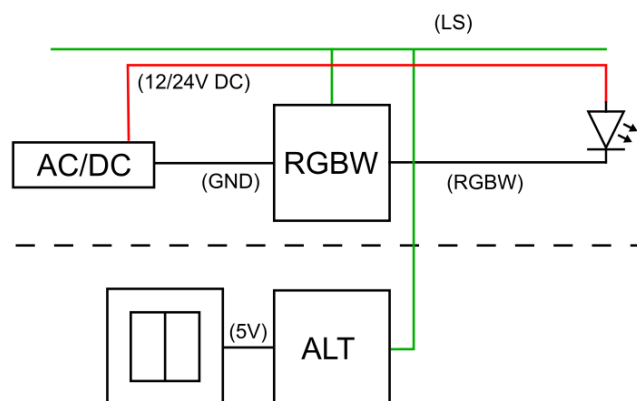 (LS)
(12/24V DC)
AC/DC
(GND)
RGBW
(RGBW)
(5V)
ALT